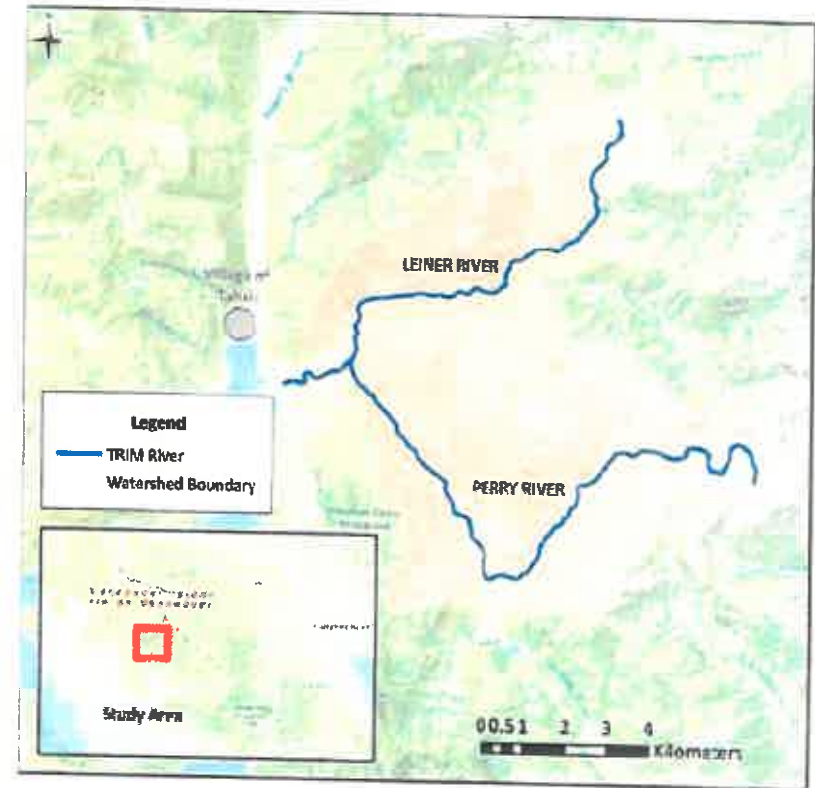 LEINER RIVER
Village of
Tahsis
Legend
TRIM River
Watershed Boundary
PERRY RIVER
Study Area
0 0.5 1 2 3 4
Kilometers